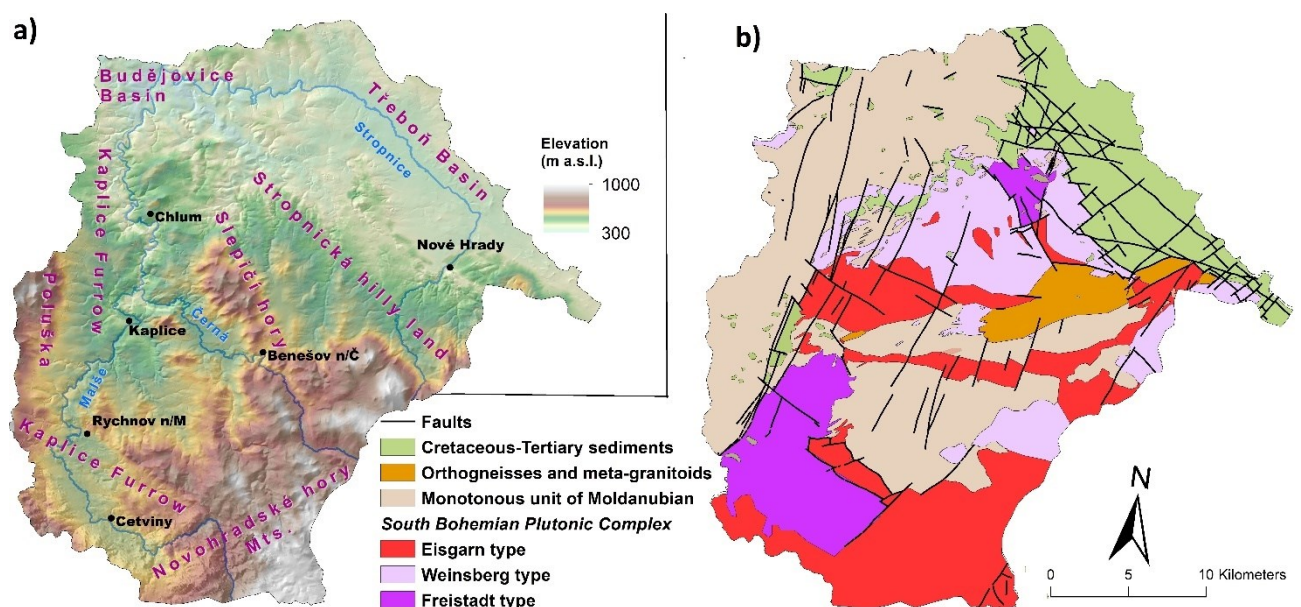 a)
Budějovice
Basin
Třeboň Basin
Stropnice
Elevation
(m a.s.l.)
1000
300
Kaplice Furrow
Chlum
Stropnická hilly land
Slepičí hory
Nové Hrady
Poluška
Kaplice
Černá
Benešov n/Č
Malše
Rychnov n/M
Kaplice Furrow
Cetviny
Novohradské hory
Mts.
Faults
Cretaceous-Tertiary sediments
Orthogneisses and meta-granitoids
Monotonous unit of Moldanubian
South Bohemian Plutonic Complex
Eisgarn type
Weinsberg type
Freistadt type
b)
N
0 5 10 Kilometers